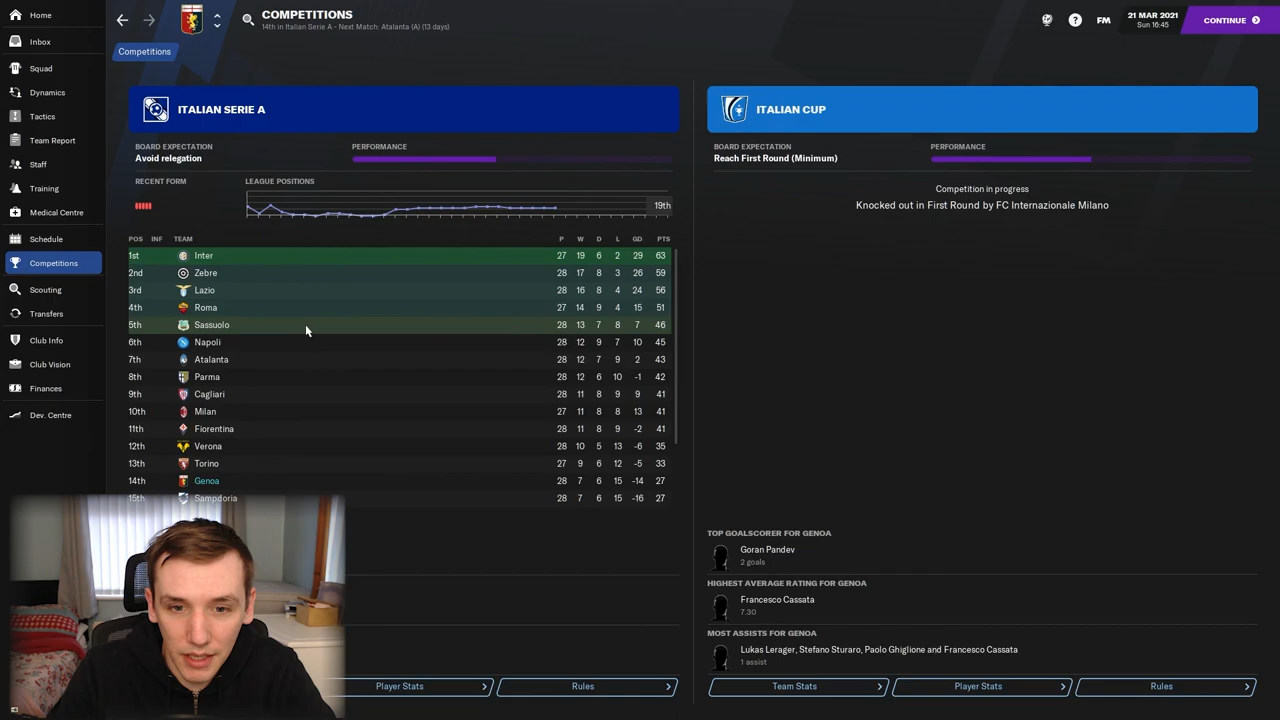 Home
Inbox
Squad
Dynamics
Tactics
Team Report
Staff
Training
Medical Centre
Schedule
Competitions
Scouting
Transfers
Club Info
Club Vision
Finances
Dev. Centre
COMPETITIONS
14th in Italian Serie A - Next Match: Atalanta (A) (13 days)
? FM
21 MAR 2021
Sun 16:45
CONTINUE
Competitions
ITALIAN SERIE A
BOARD EXPECTATION PERFORMANCE
Avoid relegation
RECENT FORM LEAGUE POSITIONS
19th
POS INF TEAM P W D L GD PTS
1st Inter 27 19 6 2 29 63
2nd Zebre 28 17 8 3 26 59
3rd Lazio 28 16 8 4 24 56
4th Roma 27 14 9 4 15 51
5th Sassuolo 28 13 7 8 7 46
6th Napoli 28 12 9 7 10 45
7th Atalanta 28 12 7 9 2 43
8th Parma 28 12 6 10 -1 42
9th Cagliari 28 11 8 9 9 41
10th Milan 27 11 8 8 13 41
11th Fiorentina 28 11 8 9 -2 41
12th Verona 28 10 5 13 -6 35
13th Torino 27 9 6 12 -5 33
14th Genoa 28 7 6 15 -14 27
15th Sampdoria 28 7 6 15 -16 27
Player Stats
Rules
ITALIAN CUP
BOARD EXPECTATION PERFORMANCE
Reach First Round (Minimum)
Competition in progress
Knocked out in First Round by FC Internazionale Milano
TOP GOALSCORER FOR GENOA
Goran Pandev
2 goals
HIGHEST AVERAGE RATING FOR GENOA
Francesco Cassata
7.30
MOST ASSISTS FOR GENOA
Lukas Lerager, Stefano Sturaro, Paolo Ghiglione and Francesco Cassata
1 assist
Team Stats
Player Stats
Rules